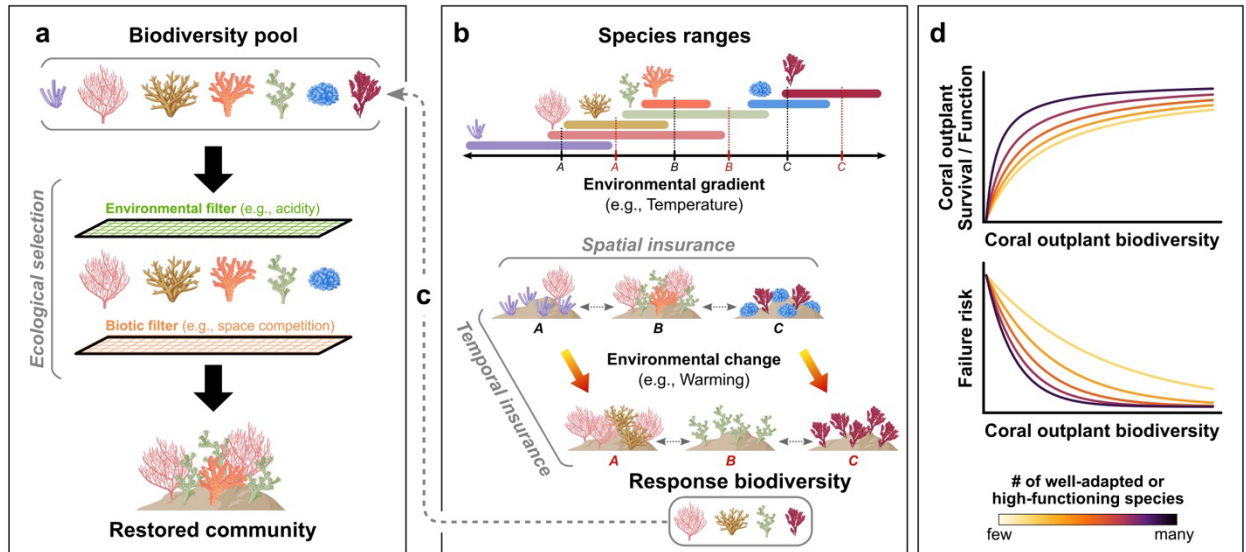 a
Biodiversity pool
Ecological selection
Environmental filter (e.g., acidity)
Biotic filter (e.g., space competition)
Restored community
b
Species ranges
A A B B C C
Environmental gradient
(e.g., Temperature)
Spatial insurance
A B C
Temporal insurance
Environmental change
(e.g., Warming)
A B C
Response biodiversity
c
d
Coral outplant
Survival / Function
Coral outplant biodiversity
Failure risk
Coral outplant biodiversity
# of well-adapted or
high-functioning species
few many